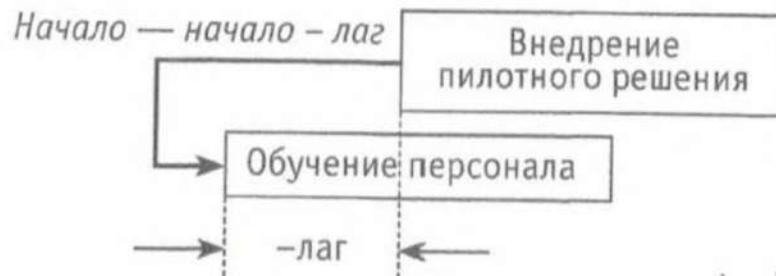 Начало — начало – лаг
Внедрение
пилотного решения
Обучение персонала
–лаг